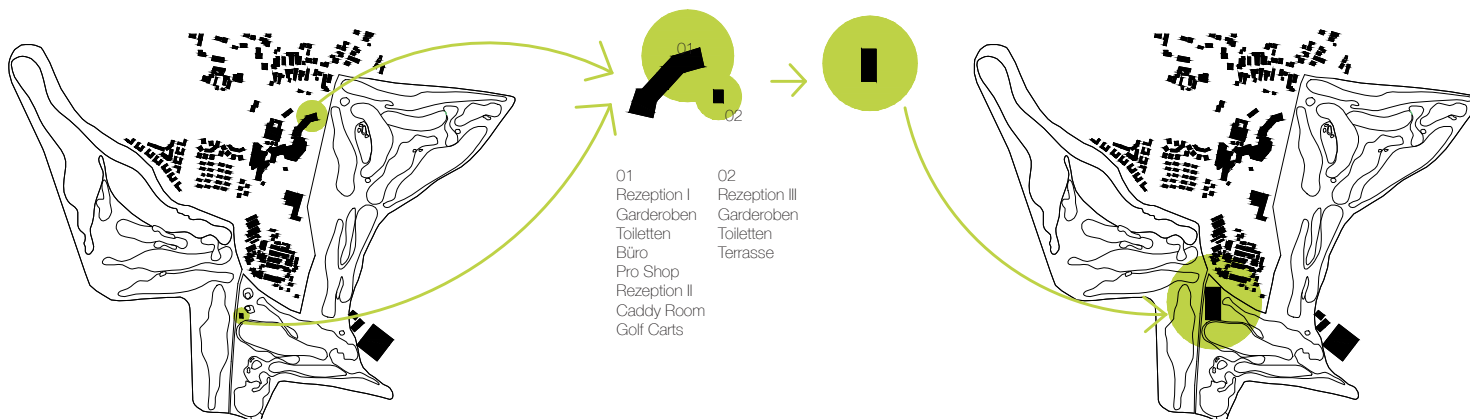 01
02
01
Rezeption I
Garderoben
Toiletten
Büro
Pro Shop
Rezeption II
Caddy Room
Golf Carts
02
Rezeption III
Garderoben
Toiletten
Terrasse